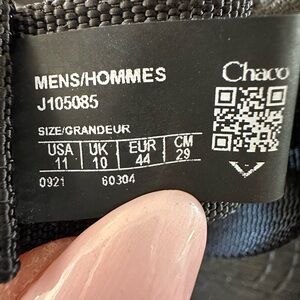 MENS/HOMMES Chaco
J105085
SIZE/GRANDEUR
USA UK EUR CM
11 10 44 29
0921 60304